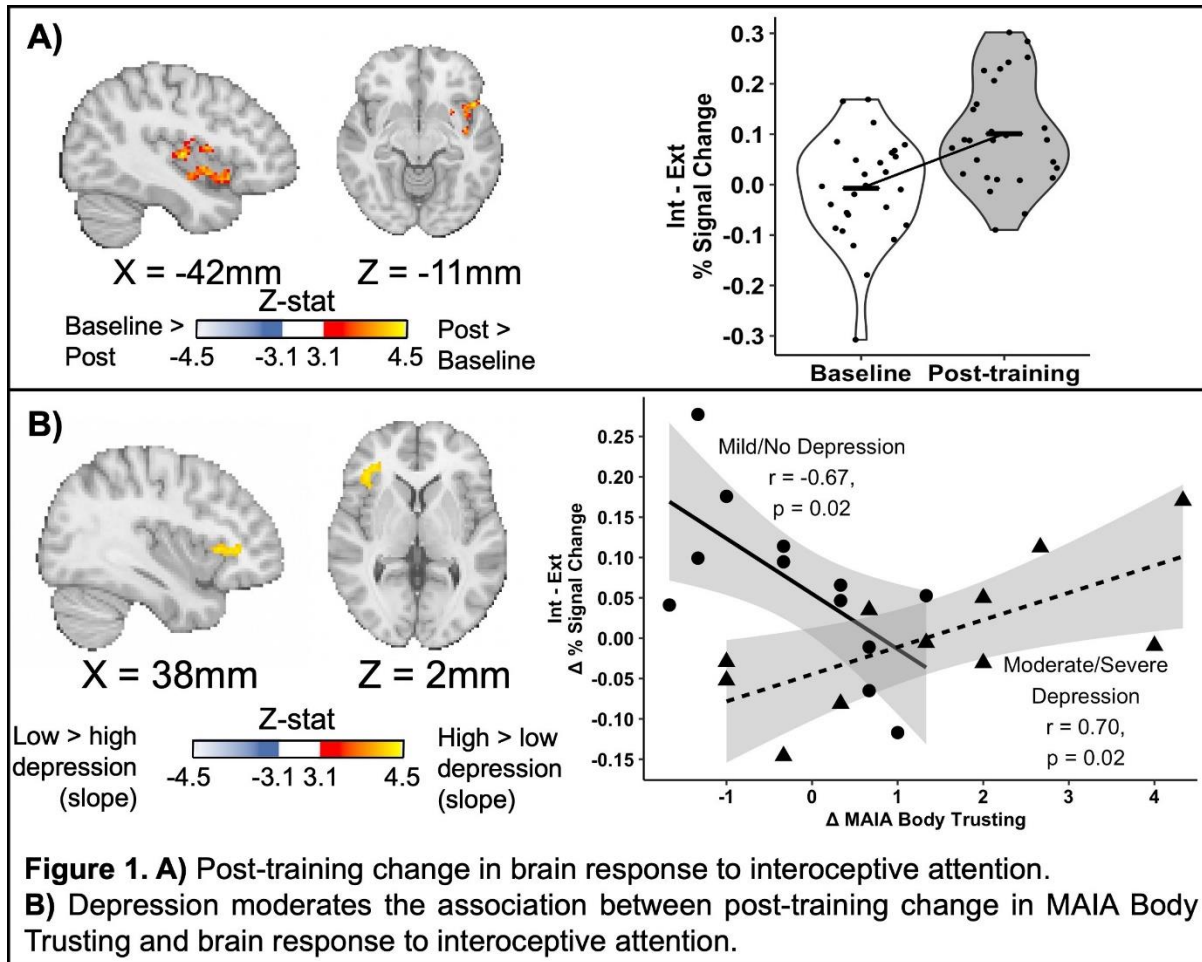 A)
X = -42mm
Z = -11mm
Z-stat
Baseline >
Post
-4.5
-3.1
3.1
4.5
Post >
Baseline
Int - Ext
% Signal Change
0.3
0.2
0.1
0.0
-0.1
-0.2
-0.3
Baseline
Post-training
B)
X = 38mm
Z = 2mm
Z-stat
Low > high
depression
(slope)
-4.5
-3.1
3.1
4.5
High > low
depression
(slope)
Int - Ext
Δ % Signal Change
0.25
0.20
0.15
0.10
0.05
0.00
-0.05
-0.10
-0.15
Mild/No Depression
r = -0.67,
p = 0.02
Moderate/Severe
Depression
r = 0.70,
p = 0.02
-1
0
1
2
3
4
Δ MAIA Body Trusting
Figure 1. A) Post-training change in brain response to interoceptive attention.
B) Depression moderates the association between post-training change in MAIA Body
Trusting and brain response to interoceptive attention.